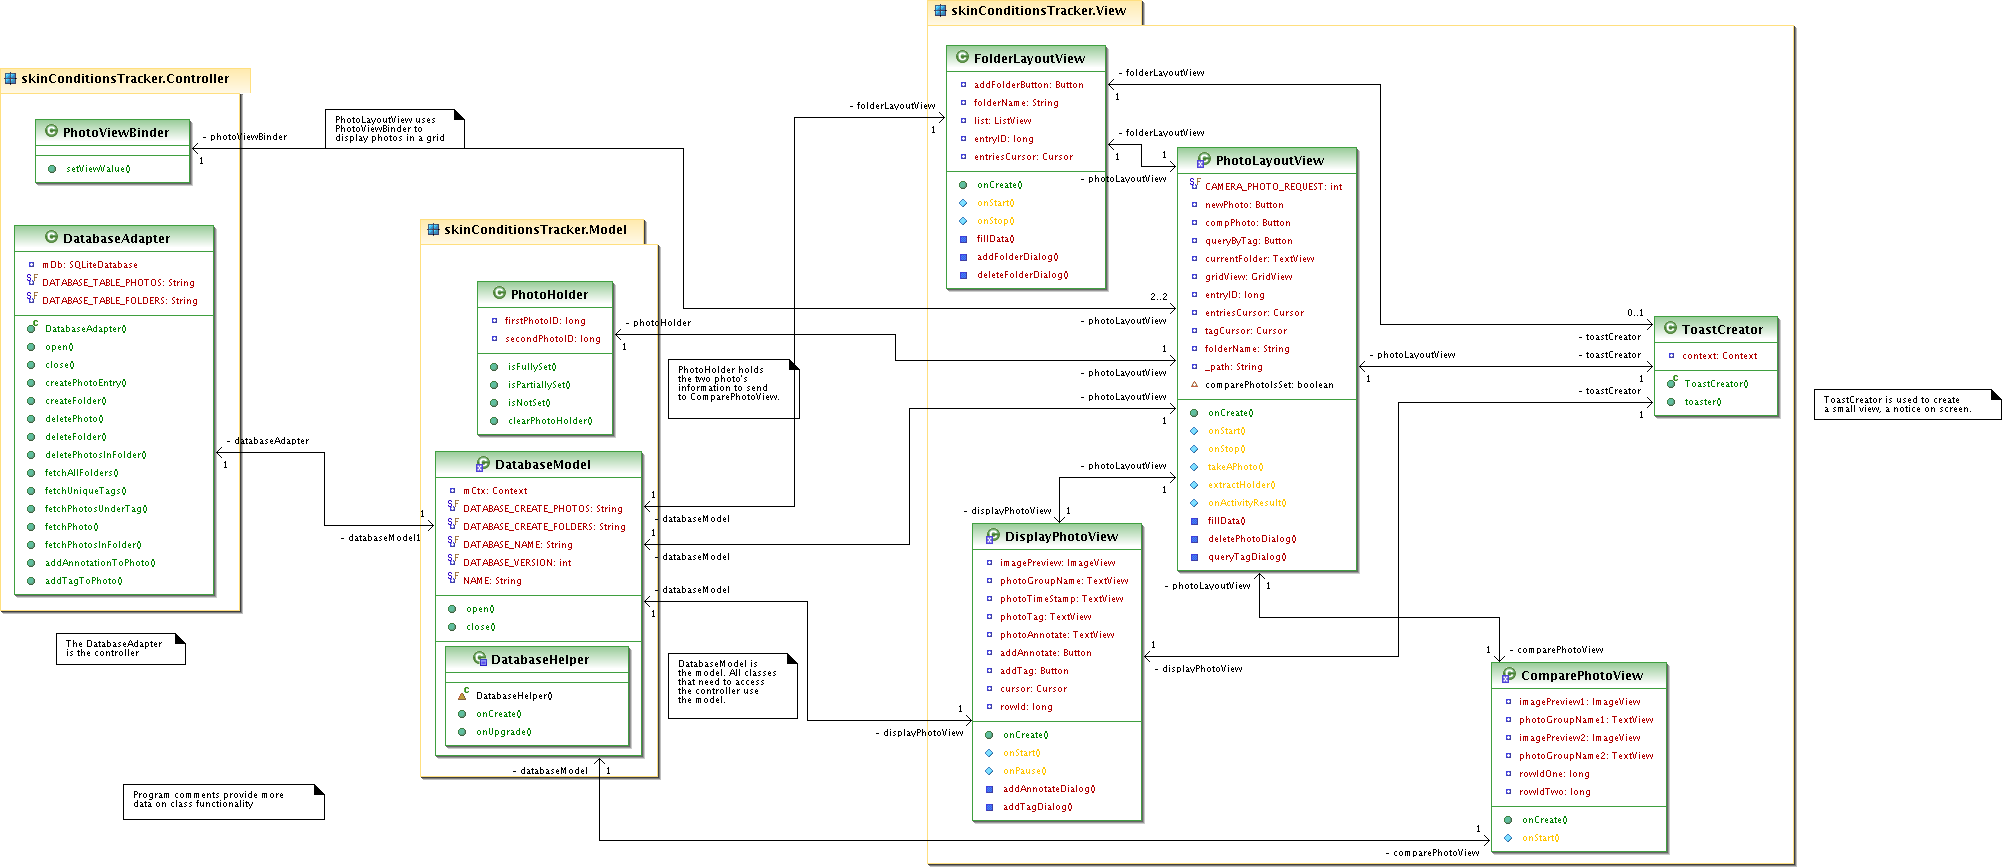 skinConditionsTracker.Controller
PhotoViewBinder
setViewValue()
DatabaseAdapter
mDb: SQLiteDatabase
DATABASE_TABLE_PHOTOS: String
DATABASE_TABLE_FOLDERS: String
DatabaseAdapter()
open()
close()
createPhotoEntry()
createFolder()
deletePhoto()
deleteFolder()
deletePhotosInFolder()
fetchAllFolders()
fetchUniqueTags()
fetchPhotosUnderTag()
fetchPhoto()
fetchPhotosInFolder()
addAnnotationToPhoto()
addTagToPhoto()
The DatabaseAdapter
is the controller
Program comments provide more
data on class functionality
- photoViewBinder
1
PhotoLayoutView uses
PhotoViewBinder to
display photos in a grid
- databaseAdapter
1
1
- databaseModel1
skinConditionsTracker.Model
PhotoHolder
firstPhotoID: long
secondPhotoID: long
isFullySet()
isPartiallySet()
isNotSet()
clearPhotoHolder()
DatabaseModel
mCtx: Context
DATABASE_CREATE_PHOTOS: String
DATABASE_CREATE_FOLDERS: String
DATABASE_NAME: String
DATABASE_VERSION: int
NAME: String
open()
close()
DatabaseHelper
DatabaseHelper()
onCreate()
onUpgrade()
- photoHolder
1
PhotoHolder holds
the two photo's
information to send
to ComparePhotoView.
1
- databaseModel
1
- databaseModel
- databaseModel
1
DatabaseModel is
the model. All classes
that need to access
the controller use
the model.
- databaseModel
1
skinConditionsTracker.View
- folderLayoutView
1
FolderLayoutView
addFolderButton: Button
folderName: String
list: ListView
entryID: long
entriesCursor: Cursor
onCreate()
onStart()
onStop()
fillData()
addFolderDialog()
deleteFolderDialog()
- folderLayoutView
1
- folderLayoutView
1
1
- photoLayoutView
2..2
- photoLayoutView
1
- photoLayoutView
- photoLayoutView
1
- photoLayoutView
1
- displayPhotoView
1
PhotoLayoutView
CAMERA_PHOTO_REQUEST: int
newPhoto: Button
compPhoto: Button
queryByTag: Button
currentFolder: TextView
gridView: GridView
entryID: long
entriesCursor: Cursor
tagCursor: Cursor
folderName: String
_path: String
comparePhotoIsSet: boolean
onCreate()
onStart()
onStop()
takeAPhoto()
extractHolder()
onActivityResult()
fillData()
deletePhotoDialog()
queryTagDialog()
- photoLayoutView
1
DisplayPhotoView
imagePreview: ImageView
photoGroupName: TextView
photoTimeStamp: TextView
photoTag: TextView
photoAnnotate: TextView
addAnnotate: Button
addTag: Button
cursor: Cursor
rowId: long
onCreate()
onStart()
onPause()
addAnnotateDialog()
addTagDialog()
1
- displayPhotoView
1
- displayPhotoView
- photoLayoutView
1
0..1
- toastCreator
- toastCreator
1
- toastCreator
1
ToastCreator
context: Context
ToastCreator()
toaster()
ToastCreator is used to create
a small view, a notice on screen.
1
- comparePhotoView
ComparePhotoView
imagePreview1: ImageView
photoGroupName1: TextView
imagePreview2: ImageView
photoGroupName2: TextView
rowIdOne: long
rowIdTwo: long
onCreate()
onStart()
1
- comparePhotoView